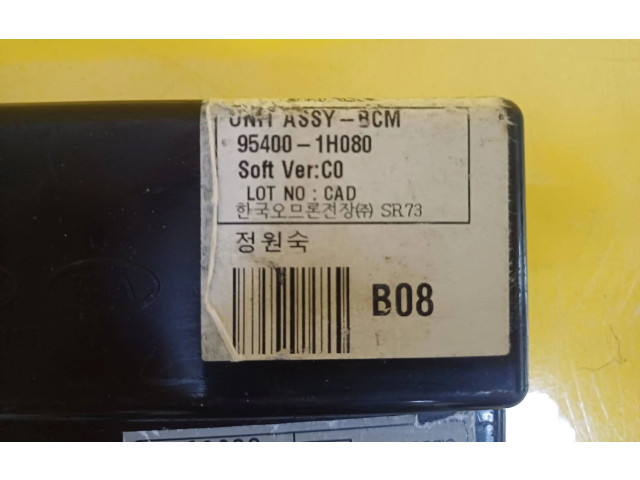 UNIT ASSY-BCM
95400-1H080
Soft Ver:C0
LOT NO : CAD
한국오므론전장㈜ SR73
정원숙
B08